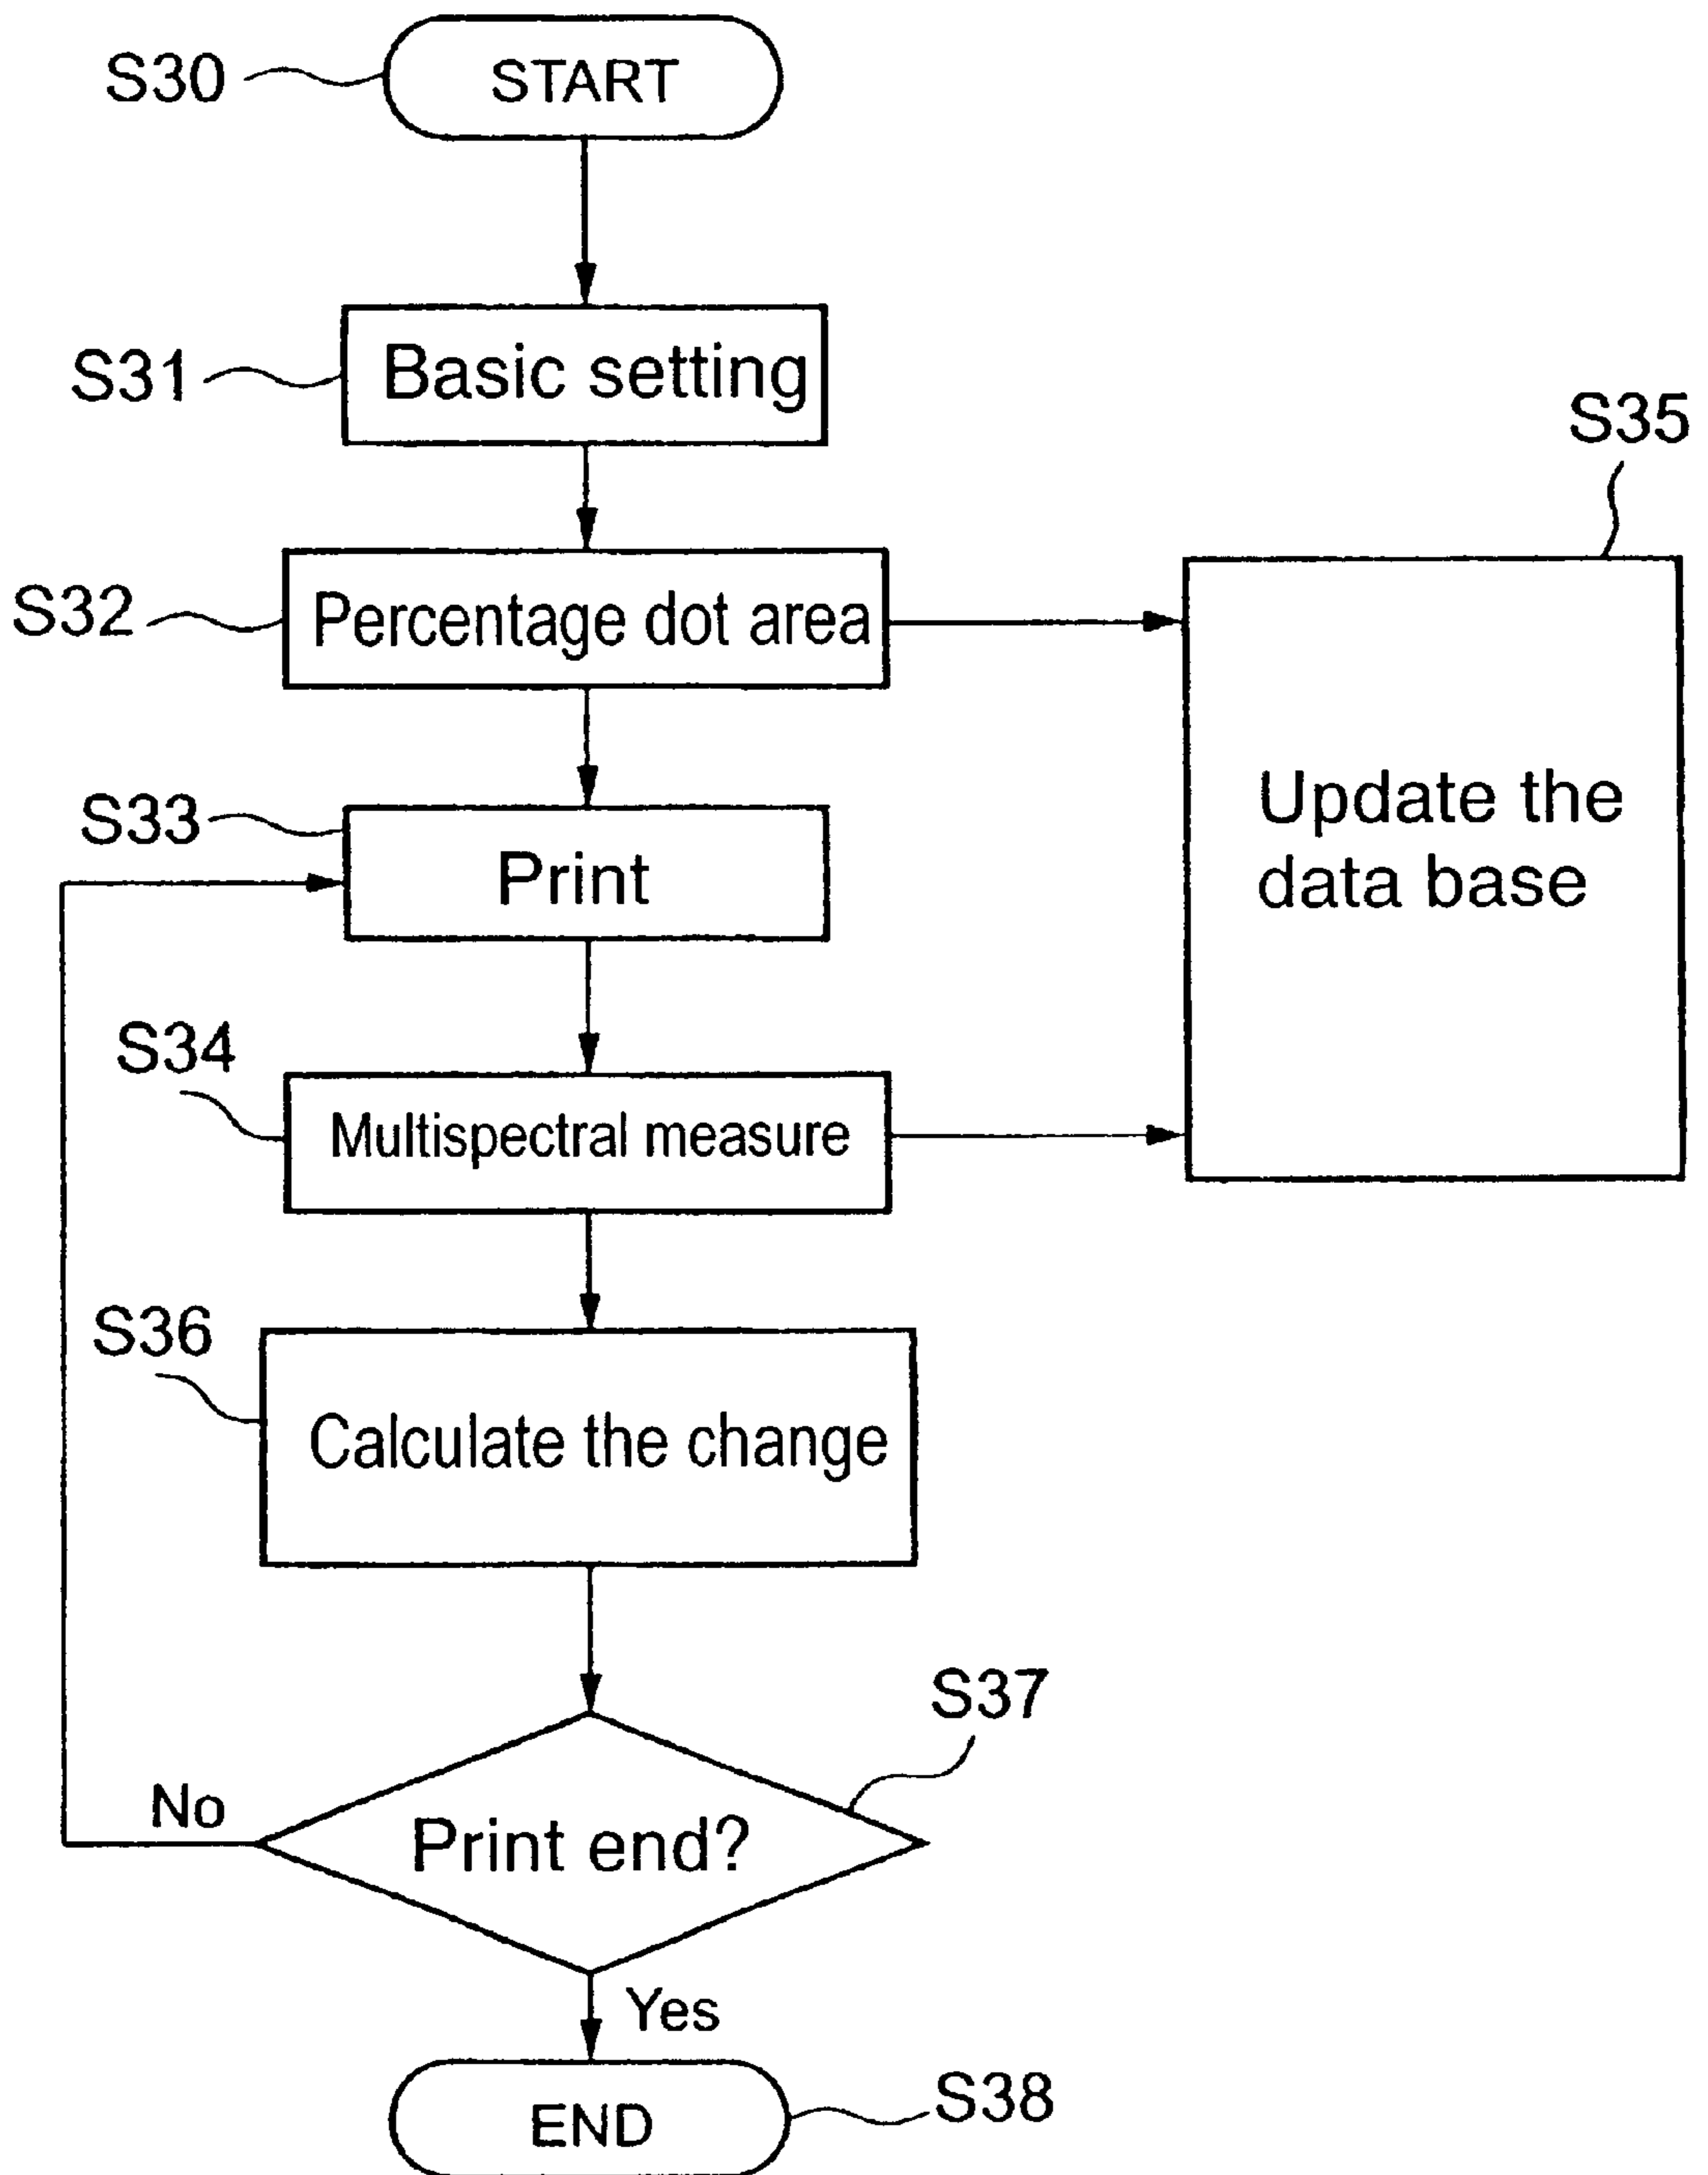 S30
START
S31
Basic setting
S35
S32
Percentage dot area
Update the
data base
S33
Print
S34
Multispectral measure
S36
Calculate the change
S37
No
Print end?
Yes
END
S38